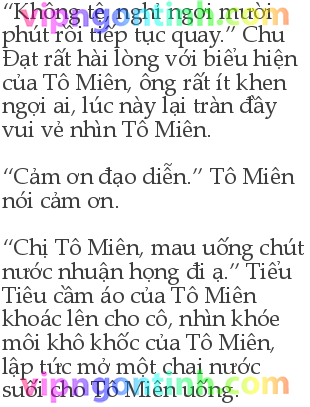 “Không tệ, nghỉ ngơi mười
phút rồi tiếp tục quay.” Chu
Đạt rất hài lòng với biểu hiện
của Tô Miên, ông rất ít khen
ngợi ai, lúc này lại tràn đầy
vui vẻ nhìn Tô Miên.
“Cảm ơn đạo diễn.” Tô Miên
nói cảm ơn.
“Chị Tô Miên, mau uống chút
nước nhuận họng đi ạ.” Tiểu
Tiêu cầm áo của Tô Miên
khoác lên cho cô, nhìn khóe
môi khô khốc của Tô Miên,
lập tức mở một chai nước
suối cho Tô Miên uống.
vipngontinh.com
vipngontinh.com